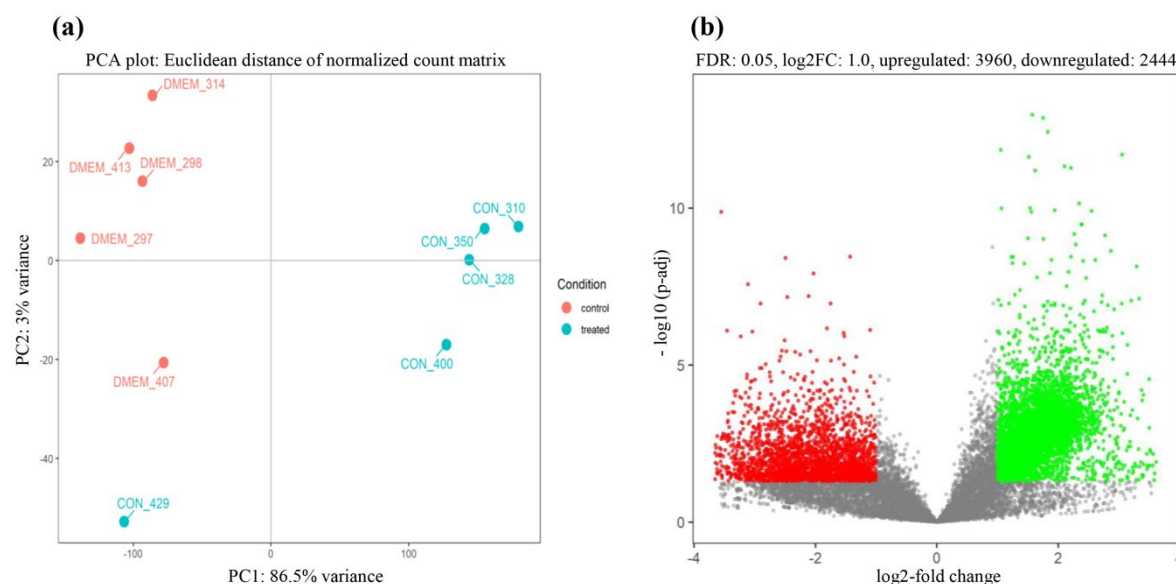 (a)
PCA plot: Euclidean distance of normalized count matrix
DMEM_314
DMEM_413
DMEM_298
DMEM_297
DMEM_407
CON_429
CON_310
CON_350
CON_328
CON_400
20
0
-20
-40
-100
0
100
PC2: 3% variance
PC1: 86.5% variance
Condition
control
treated
(b)
FDR: 0.05, log2FC: 1.0, upregulated: 3960, downregulated: 2444
10
5
0
-4
-2
0
2
- log10 (p-adj)
log2-fold change